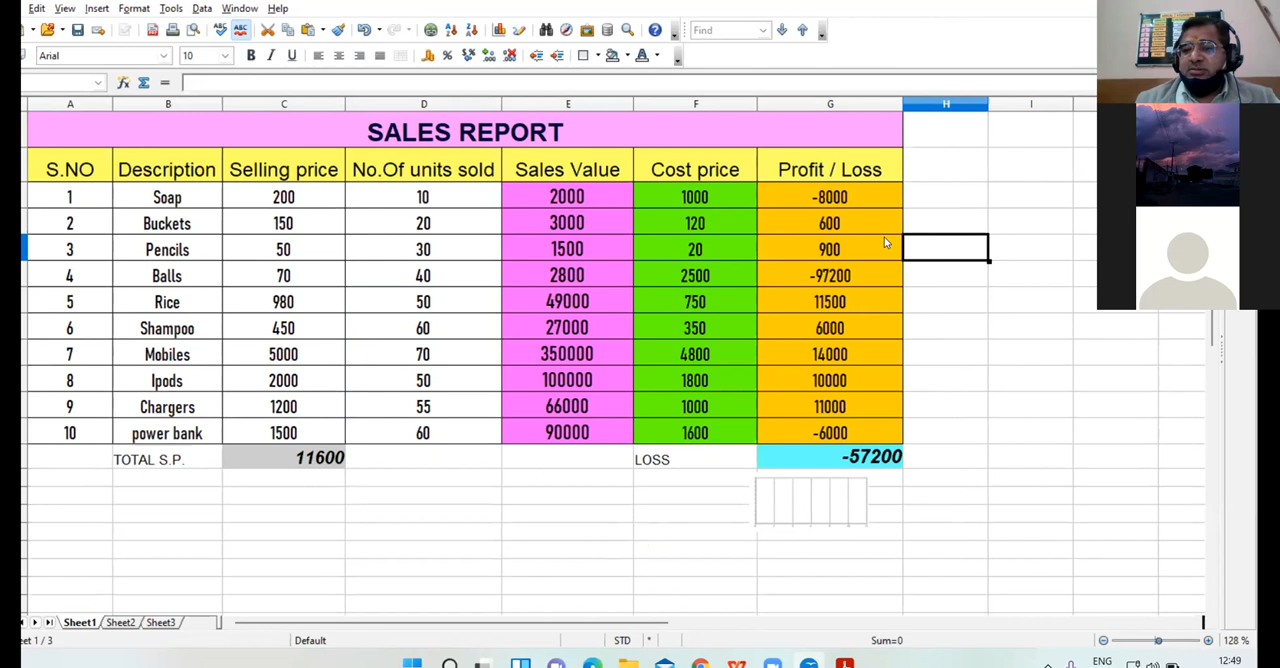 Edit View Insert Format Tools Data Window Help
Find
Arial 10 B I U A
Σ =
A B C D E F G H I
SALES REPORT
S.NO Description Selling price No.Of units sold Sales Value Cost price Profit / Loss
1 Soap 200 10 2000 1000 -8000
2 Buckets 150 20 3000 120 600
3 Pencils 50 30 1500 20 900
4 Balls 70 40 2800 2500 -97200
5 Rice 980 50 49000 750 11500
6 Shampoo 450 60 27000 350 6000
7 Mobiles 5000 70 350000 4800 14000
8 Ipods 2000 50 100000 1800 10000
9 Chargers 1200 55 66000 1000 11000
10 power bank 1500 60 90000 1600 -6000
TOTAL S.P. 11600 LOSS -57200
Sheet1 Sheet2 Sheet3
eet 1 / 3 Default STD * Sum=0 128 %
ENG 12:49